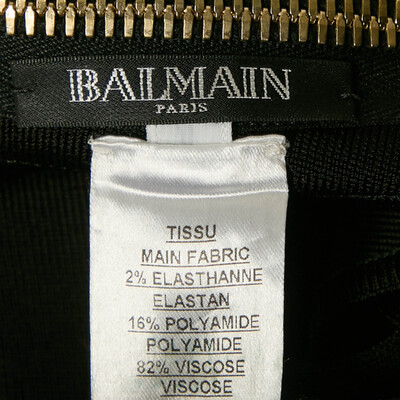 BALMAIN
PARIS
TISSU
MAIN FABRIC
2% ELASTHANNE
ELASTAN
16% POLYAMIDE
POLYAMIDE
82% VISCOSE
VISCOSE